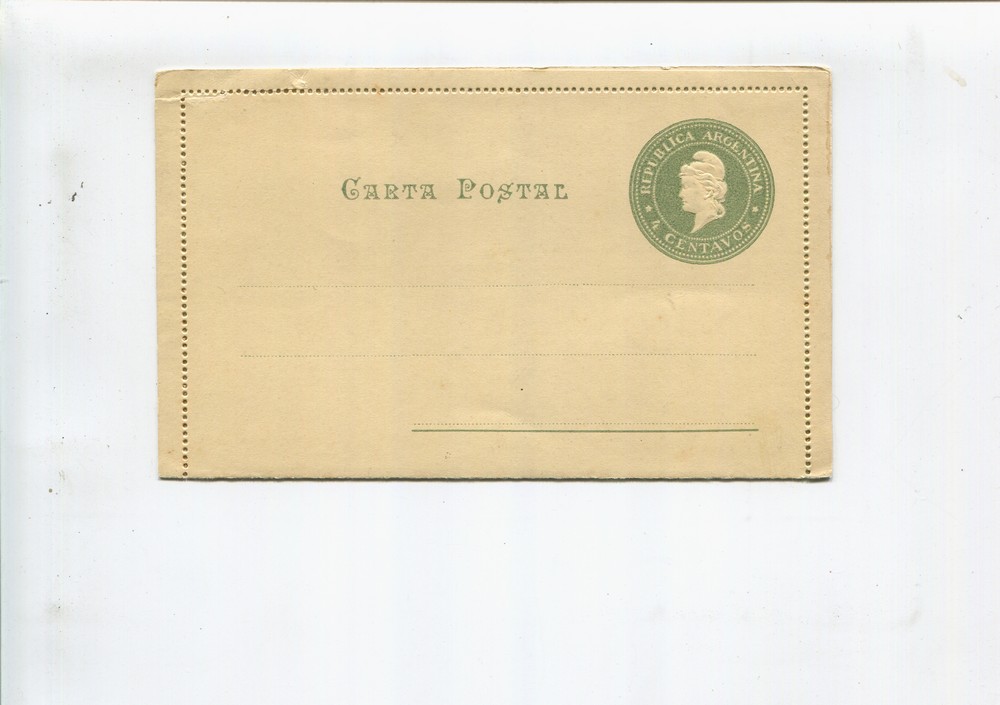 CARTA POSTAL
REPUBLICA ARGENTINA
4 CENTAVOS